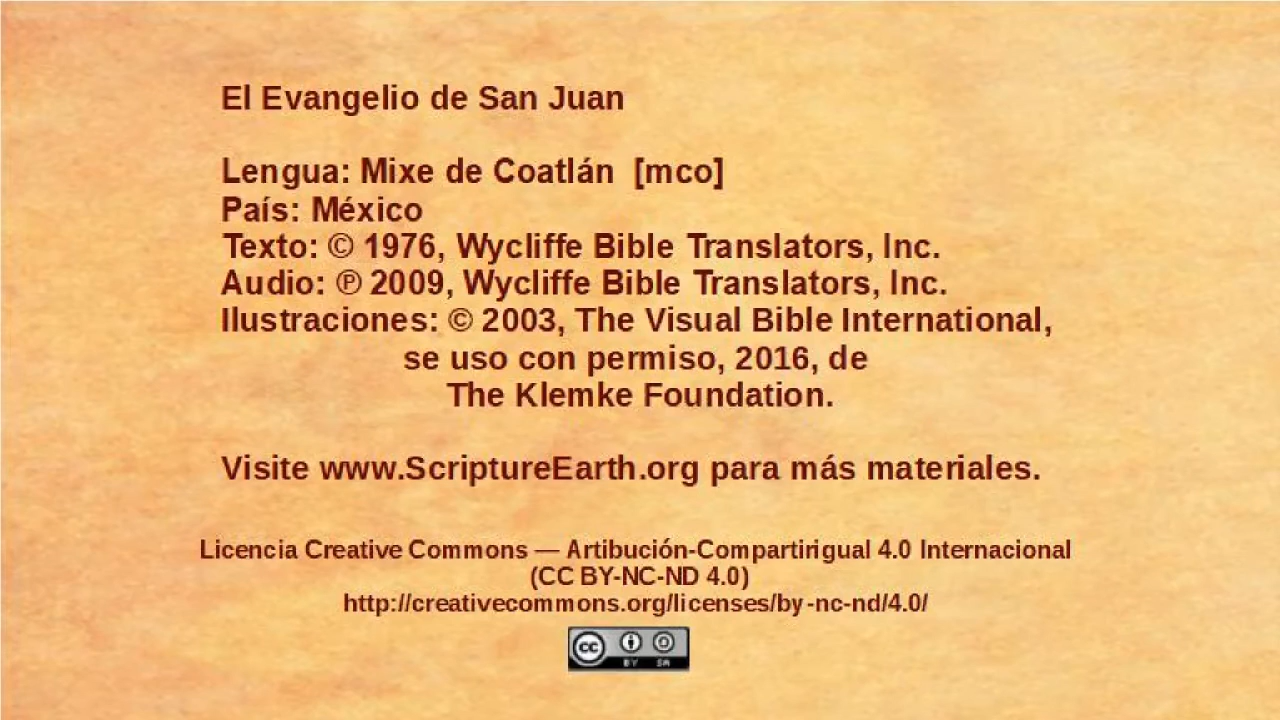 El Evangelio de San Juan
Lengua: Mixe de Coatlán [mco]
País: México
Texto: © 1976, Wycliffe Bible Translators, Inc.
Audio: ℗ 2009, Wycliffe Bible Translators, Inc.
Ilustraciones: © 2003, The Visual Bible International,
se uso con permiso, 2016, de
The Klemke Foundation.
Visite www.ScriptureEarth.org para más materiales.
Licencia Creative Commons — Artibución-Compartirigual 4.0 Internacional
(CC BY-NC-ND 4.0)
http://creativecommons.org/licenses/by-nc-nd/4.0/
cc BY SA